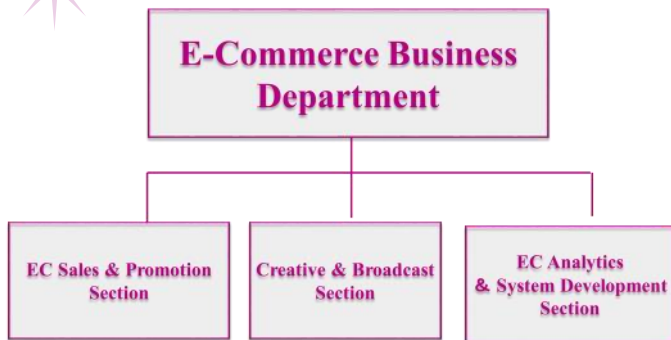 E-Commerce Business
Department
EC Sales & Promotion
Section
Creative & Broadcast
Section
EC Analytics
& System Development
Section